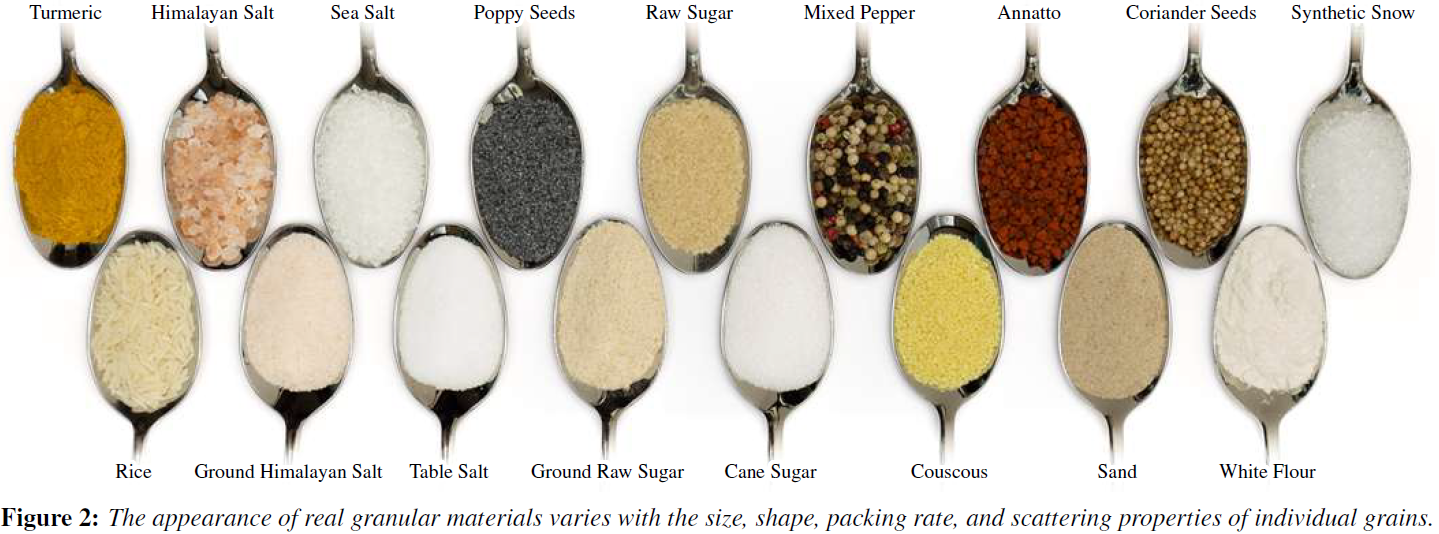 Turmeric Himalayan Salt Sea Salt Poppy Seeds Raw Sugar Mixed Pepper Annatto Coriander Seeds Synthetic Snow
Rice Ground Himalayan Salt Table Salt Ground Raw Sugar Cane Sugar Couscous Sand White Flour
Figure 2: The appearance of real granular materials varies with the size, shape, packing rate, and scattering properties of individual grains.